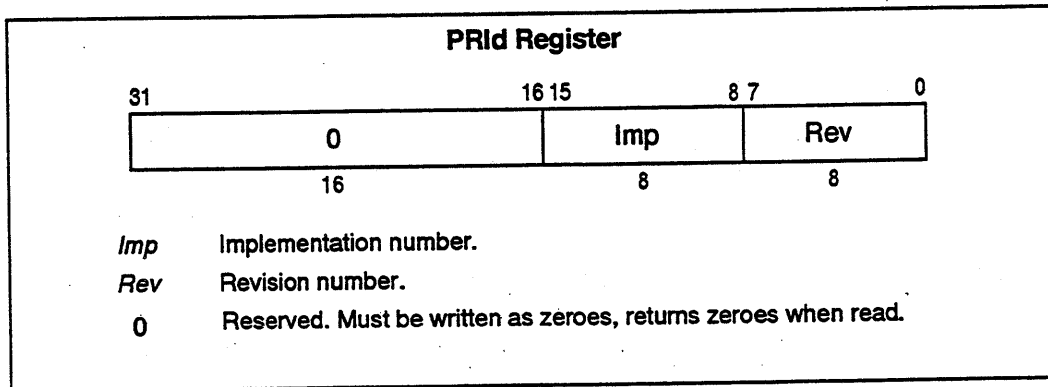 PRId Register
31 16 15 8 7 0
0 Imp Rev
16 8 8
Imp Implementation number.
Rev Revision number.
0 Reserved. Must be written as zeroes, returns zeroes when read.